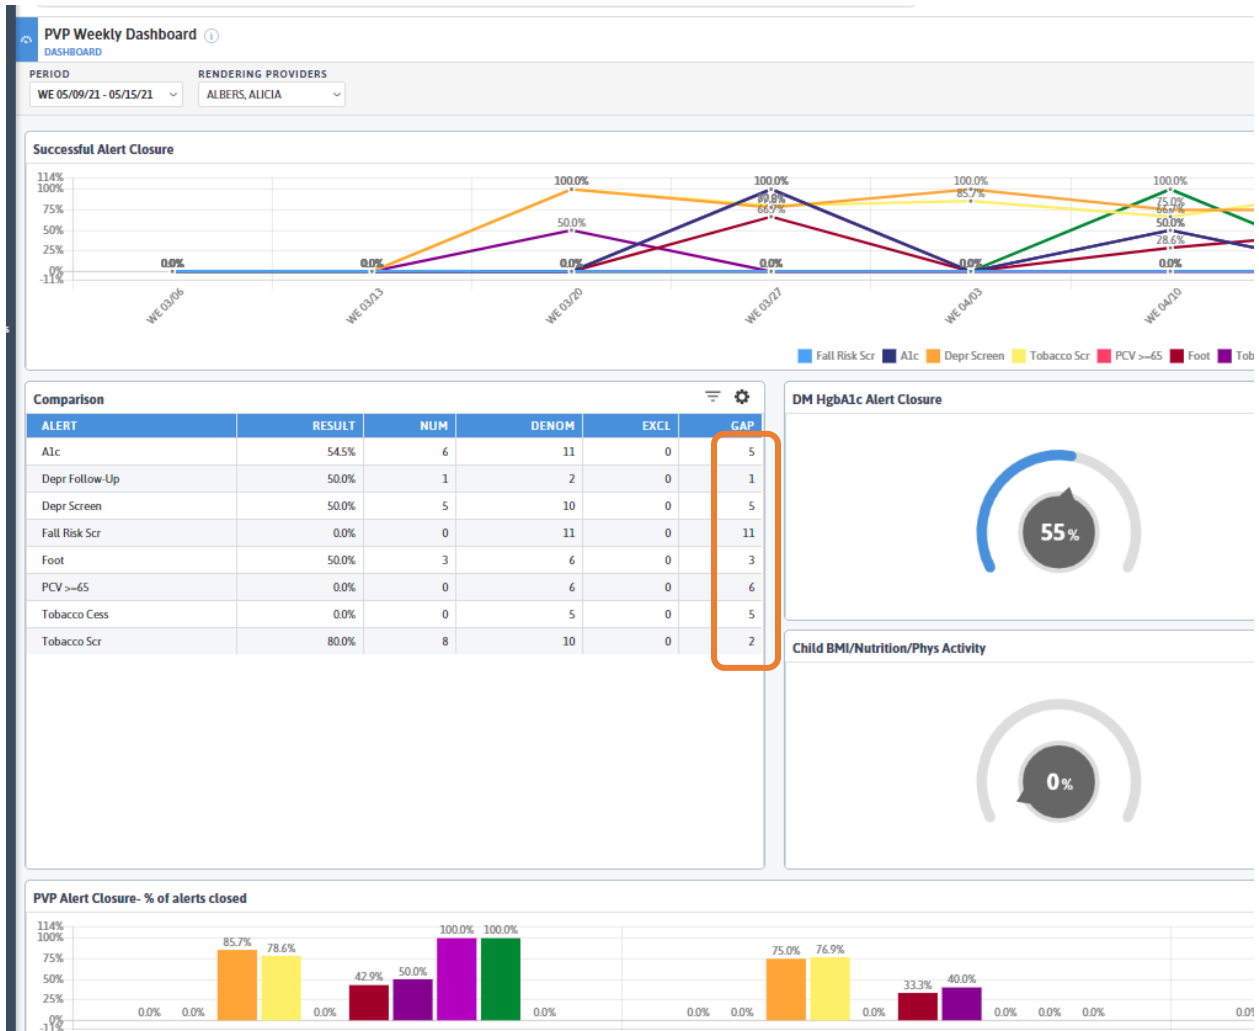 PVP Weekly Dashboard
DASHBOARD
PERIOD RENDERING PROVIDERS
WE 05/09/21 - 05/15/21 ALBERS, ALICIA
Successful Alert Closure
114%
100%
75%
50%
25%
0%
-11%
0.0% 0.0% 100.0% 50.0% 0.0% 100.0% 66.7% 0.0% 100.0% 85.7% 0.0% 100.0% 75.0% 66.7% 50.0% 28.6% 0.0%
WE 03/06 WE 03/13 WE 03/20 WE 03/27 WE 04/03 WE 04/10
Fall Risk Scr A1c Depr Screen Tobacco Scr PCV >=65 Foot Tob
Comparison
ALERT RESULT NUM DENOM EXCL GAP
A1c 54.5% 6 11 0 5
Depr Follow-Up 50.0% 1 2 0 1
Depr Screen 50.0% 5 10 0 5
Fall Risk Scr 0.0% 0 11 0 11
Foot 50.0% 3 6 0 3
PCV >=65 0.0% 0 6 0 6
Tobacco Cess 0.0% 0 5 0 5
Tobacco Scr 80.0% 8 10 0 2
DM HgbA1c Alert Closure
55%
Child BMI/Nutrition/Phys Activity
0%
PVP Alert Closure- % of alerts closed
114%
100%
75%
50%
25%
0%
-11%
0.0% 0.0% 85.7% 78.6% 0.0% 42.9% 50.0% 100.0% 100.0% 0.0% 0.0% 0.0% 75.0% 76.9% 0.0% 33.3% 40.0% 0.0% 0.0% 0.0%